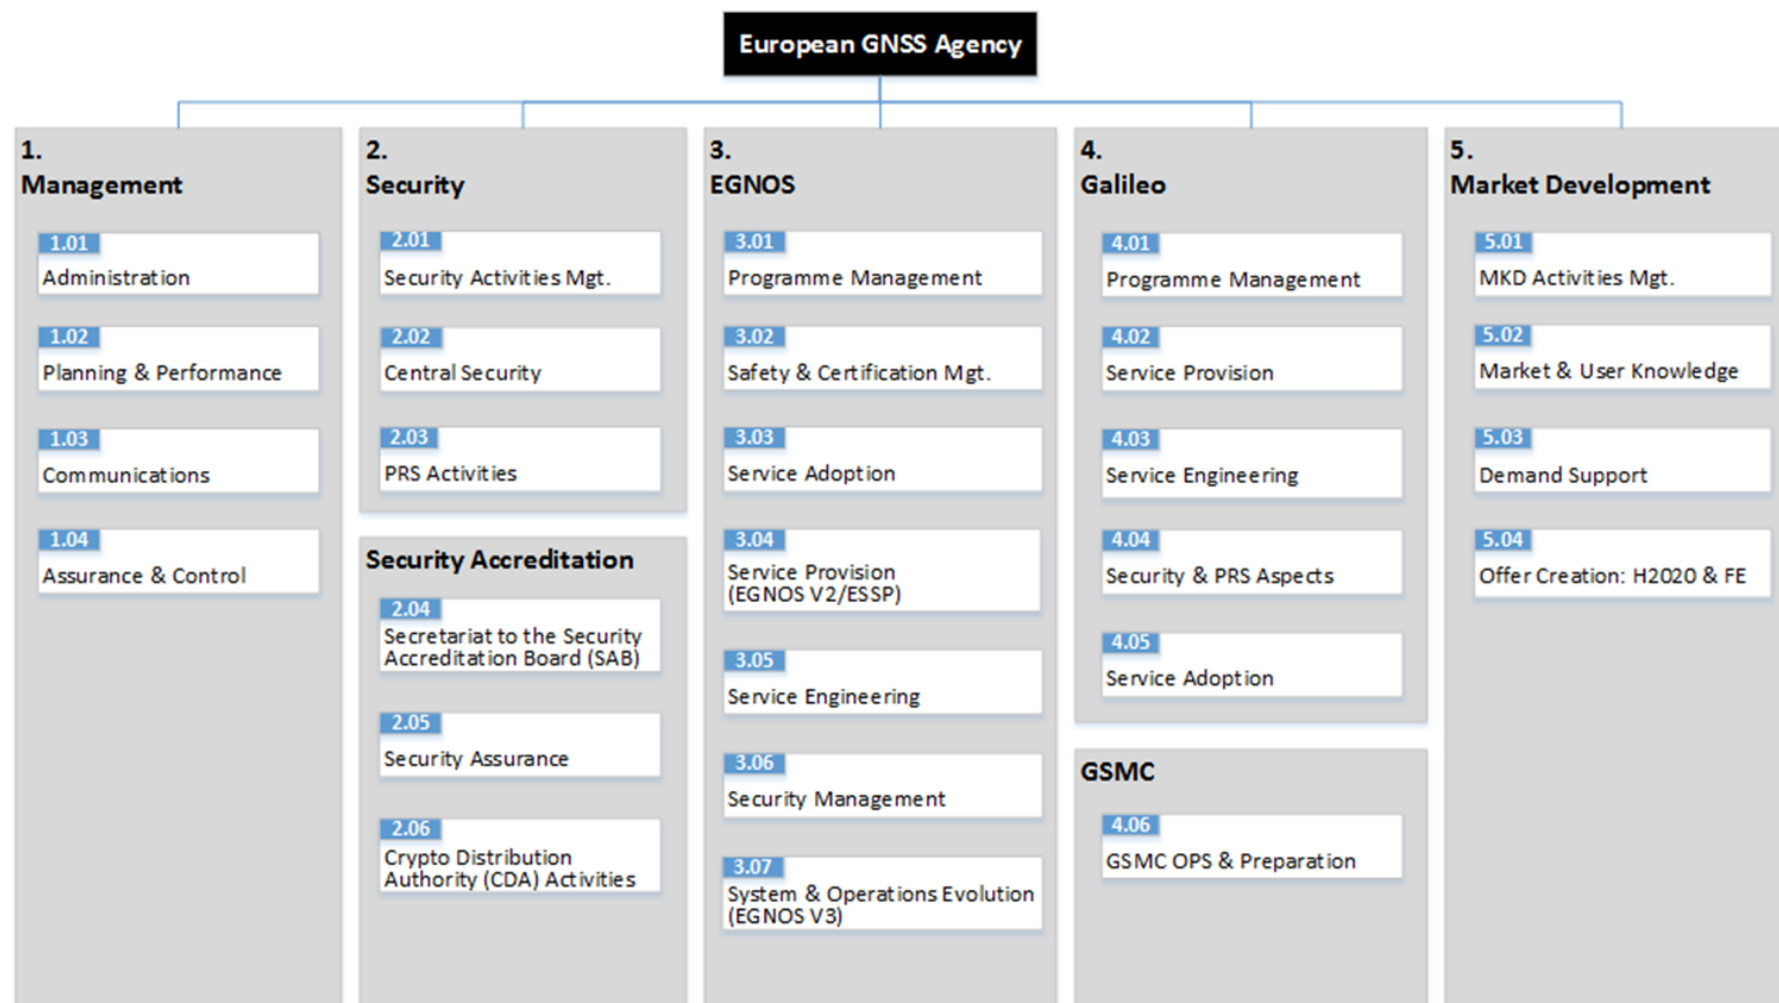 European GNSS Agency
1.
Management
1.01
Administration
1.02
Planning & Performance
1.03
Communications
1.04
Assurance & Control
2.
Security
2.01
Security Activities Mgt.
2.02
Central Security
2.03
PRS Activities
Security Accreditation
2.04
Secretariat to the Security
Accreditation Board (SAB)
2.05
Security Assurance
2.06
Crypto Distribution
Authority (CDA) Activities
3.
EGNOS
3.01
Programme Management
3.02
Safety & Certification Mgt.
3.03
Service Adoption
3.04
Service Provision
(EGNOS V2/ESSP)
3.05
Service Engineering
3.06
Security Management
3.07
System & Operations Evolution
(EGNOS V3)
4.
Galileo
4.01
Programme Management
4.02
Service Provision
4.03
Service Engineering
4.04
Security & PRS Aspects
4.05
Service Adoption
GSMC
4.06
GSMC OPS & Preparation
5.
Market Development
5.01
MKD Activities Mgt.
5.02
Market & User Knowledge
5.03
Demand Support
5.04
Offer Creation: H2020 & FE